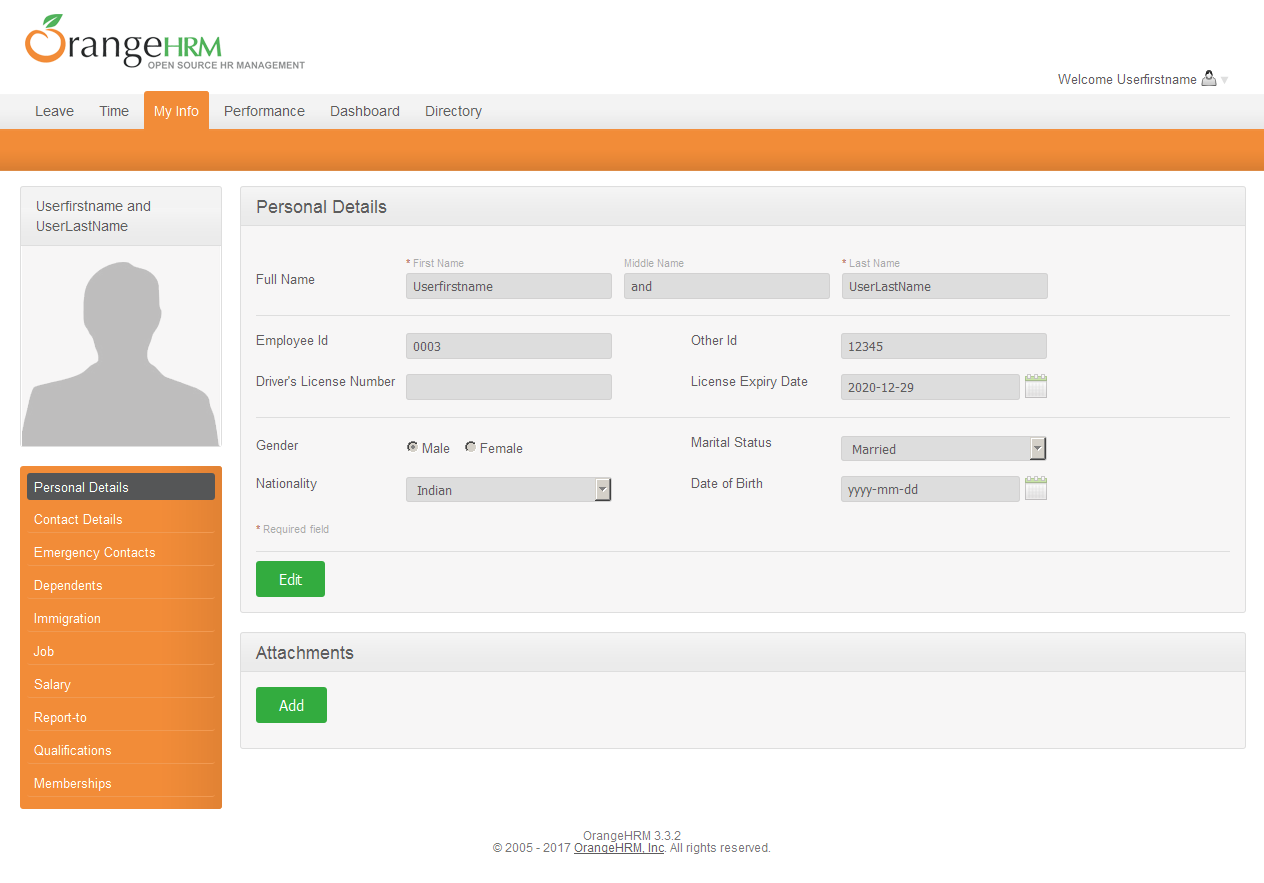 OrangeHRM
OPEN SOURCE HR MANAGEMENT
Welcome Userfirstname
Leave Time My Info Performance Dashboard Directory
Userfirstname and
UserLastName
Personal Details
Contact Details
Emergency Contacts
Dependents
Immigration
Job
Salary
Report-to
Qualifications
Memberships
Personal Details
* First Name Middle Name * Last Name
Full Name Userfirstname and UserLastName
Employee Id 0003 Other Id 12345
Driver's License Number License Expiry Date 2020-12-29
Gender Male Female Marital Status Married
Nationality Indian Date of Birth yyyy-mm-dd
* Required field
Edit
Attachments
Add
OrangeHRM 3.3.2
© 2005 - 2017 OrangeHRM, Inc. All rights reserved.